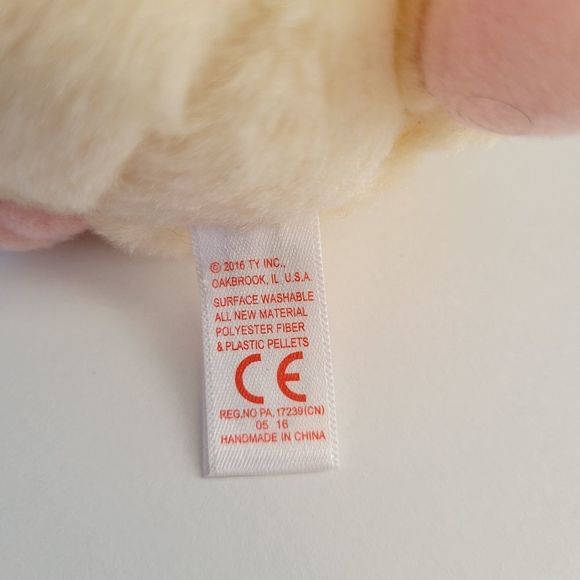 © 2016 TY INC.,
OAKBROOK, IL U.S.A.
SURFACE WASHABLE
ALL NEW MATERIAL
POLYESTER FIBER
& PLASTIC PELLETS
CE
REG.NO PA. 17239(CN)
05 16
HANDMADE IN CHINA